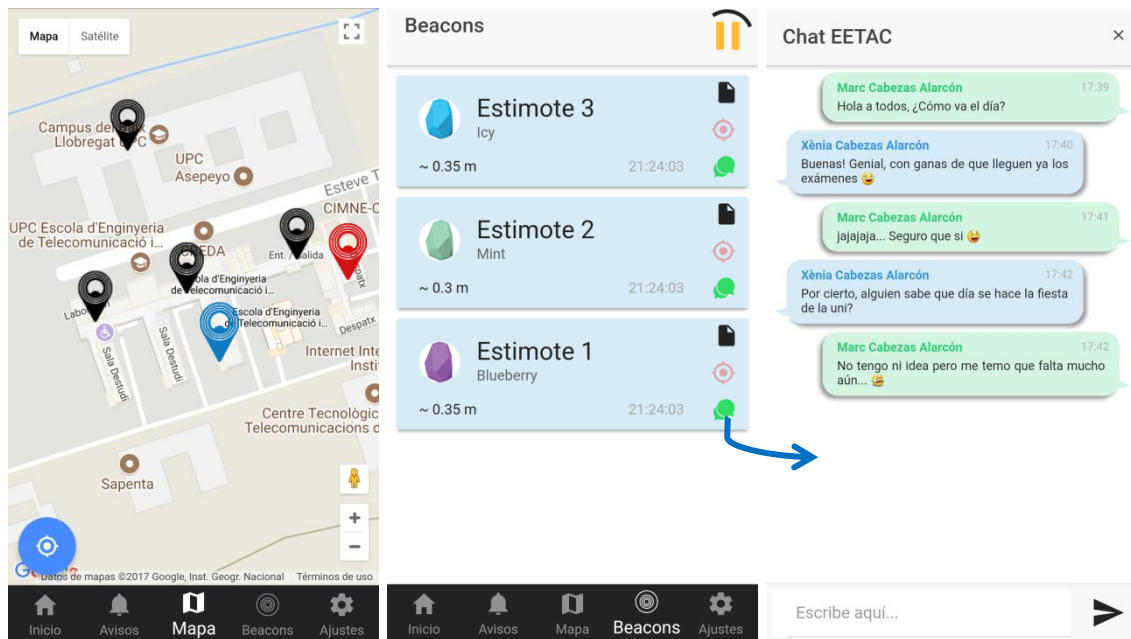 Mapa
Satélite
Campus del Baix
Llobregat UPC
UPC
Asepeyo
Esteve T
CIMNE-C
UPC Escola d'Enginyeria
de Telecomunicació i...
Ent. / Salida
Escola d'Enginyeria
de Telecomunicació i...
Escola d'Enginyeria
de Telecomunicació i...
Despatx
Despatx
Sala Destudi
Sala Destudi
Internet Inte
Insti
Centre Tecnològic
Telecomunicacions d
Sapenta
Datos de mapas ©2017 Google, Inst. Geogr. Nacional
Términos de uso
Inicio
Avisos
Mapa
Beacons
Ajustes
Beacons
Estimote 3
Icy
~ 0.35 m
21:24:03
Estimote 2
Mint
~ 0.3 m
21:24:03
Estimote 1
Blueberry
~ 0.35 m
21:24:03
Inicio
Avisos
Mapa
Beacons
Ajustes
Chat EETAC
Marc Cabezas Alarcón 17:39
Hola a todos, ¿Cómo va el día?
Xènia Cabezas Alarcón 17:40
Buenas! Genial, con ganas de que lleguen ya los
exámenes 😄
Marc Cabezas Alarcón 17:41
jajajaja... Seguro que si 😄
Xènia Cabezas Alarcón 17:42
Por cierto, alguien sabe que día se hace la fiesta
de la uni?
Marc Cabezas Alarcón 17:42
No tengo ni idea pero me temo que falta mucho
aún... 😂
Escribe aquí...